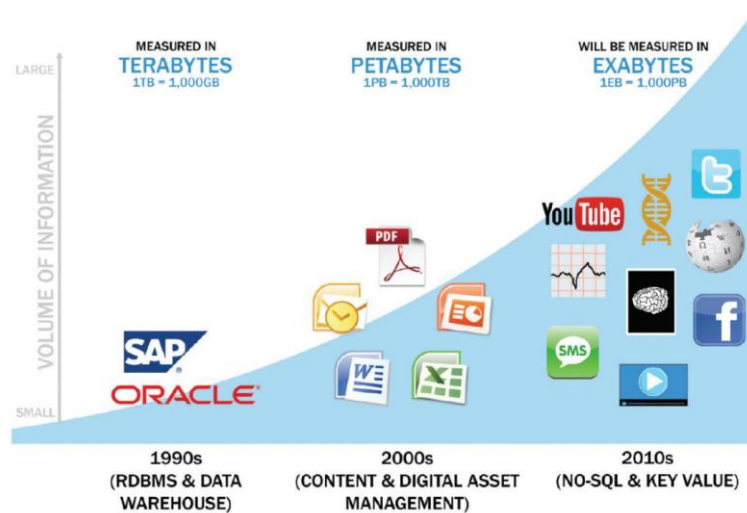 MEASURED IN
TERABYTES
1TB = 1,000GB
MEASURED IN
PETABYTES
1PB = 1,000TB
WILL BE MEASURED IN
EXABYTES
1EB = 1,000PB
LARGE
VOLUME OF INFORMATION
SMALL
SAP
ORACLE
PDF
W
X
YouTube
SMS
1990s
(RDBMS & DATA
WAREHOUSE)
2000s
(CONTENT & DIGITAL ASSET
MANAGEMENT)
2010s
(NO-SQL & KEY VALUE)